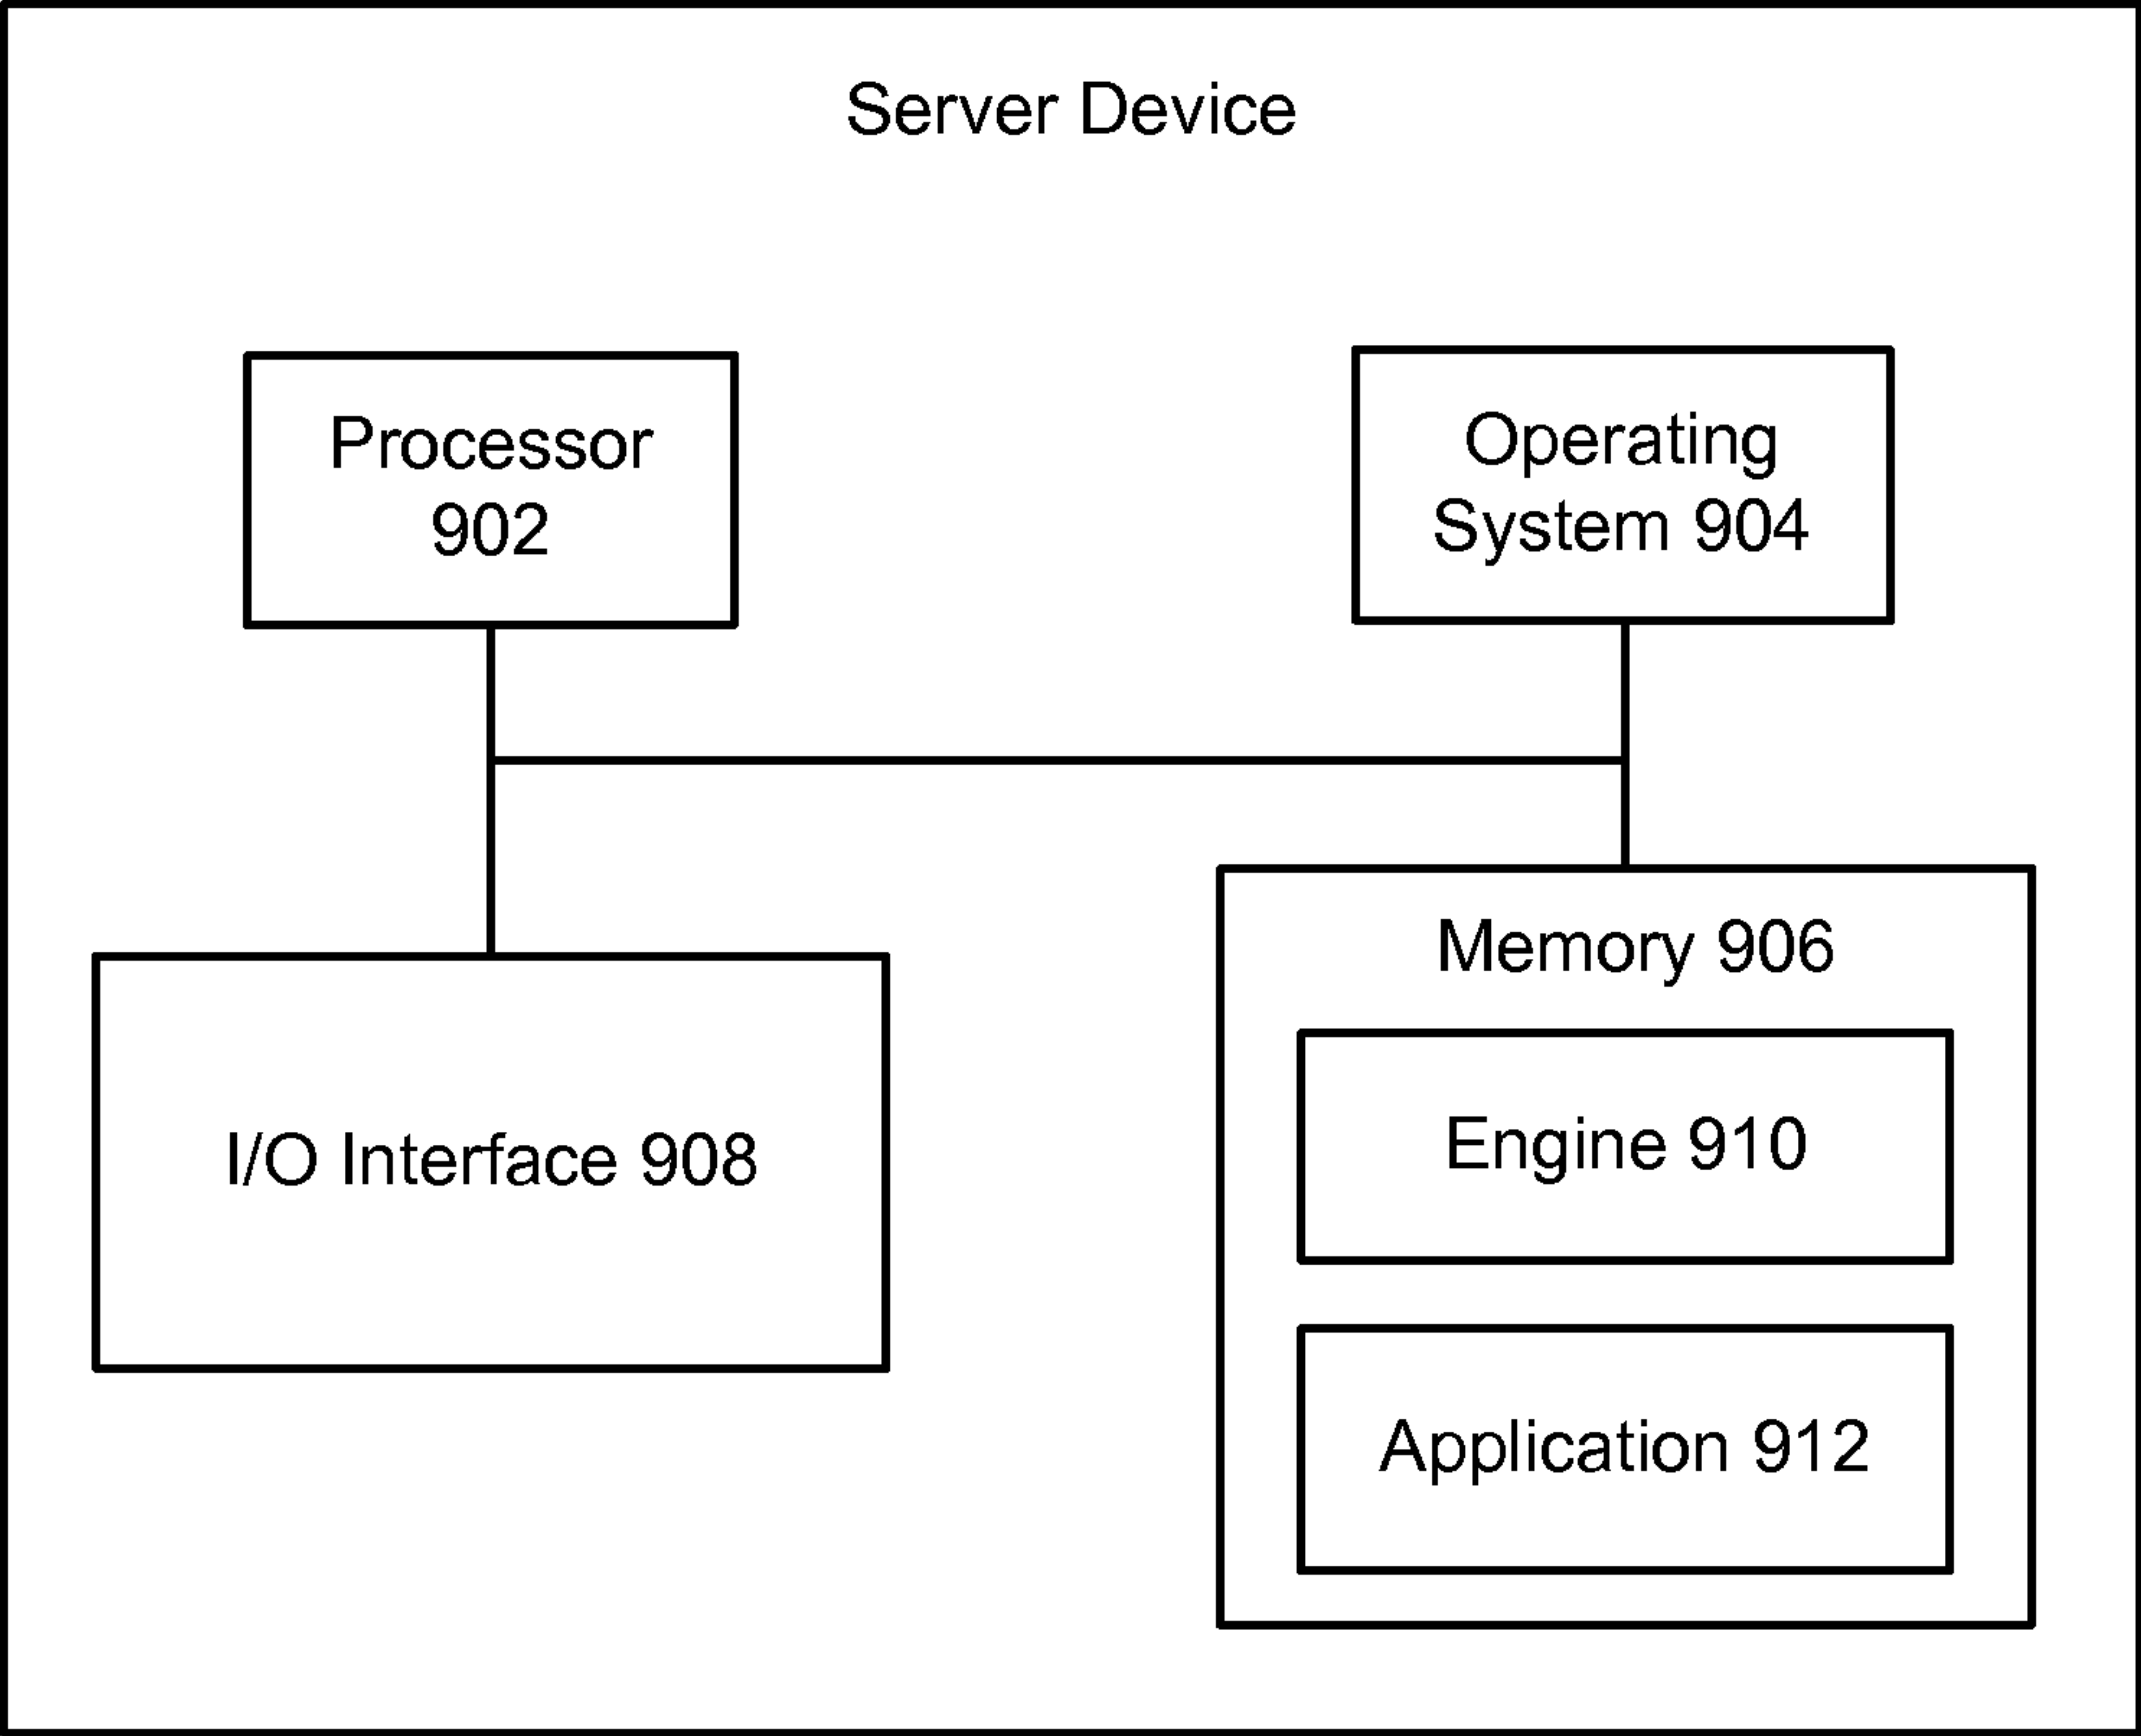 Server Device
Processor
902
Operating
System 904
I/O Interface 908
Memory 906
Engine 910
Application 912